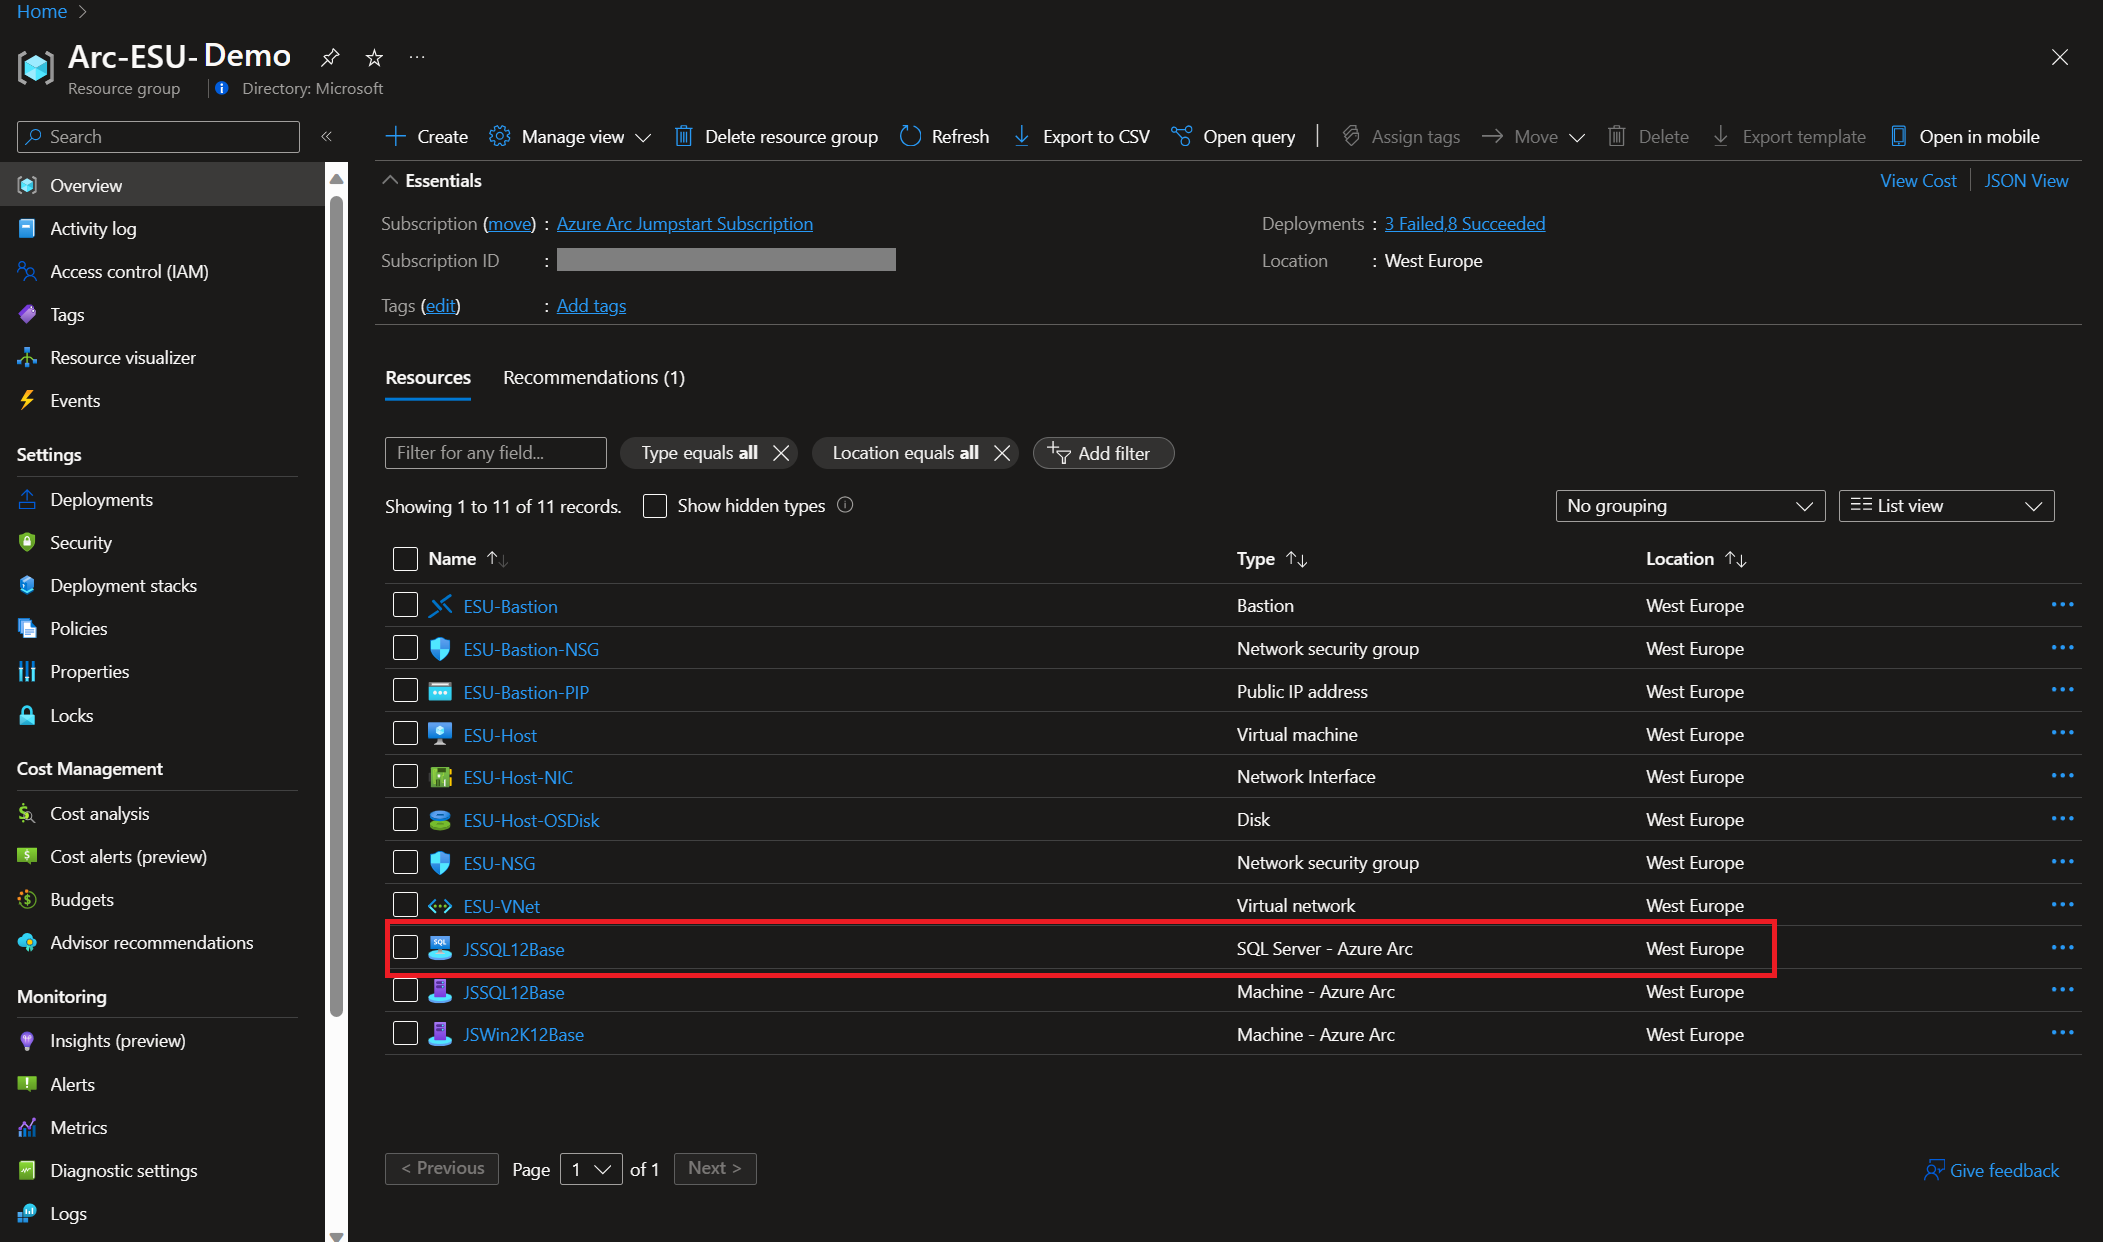 Home >
Arc-ESU-Demo ...
Resource group Directory: Microsoft
Search «
Create Manage view Delete resource group Refresh Export to CSV Open query | Assign tags Move Delete Export template Open in mobile
Essentials View Cost JSON View
Subscription (move) : Azure Arc Jumpstart Subscription Deployments : 3 Failed,8 Succeeded
Subscription ID : Location : West Europe
Tags (edit) : Add tags
Overview
Activity log
Access control (IAM)
Tags
Resource visualizer
Events
Settings
Deployments
Security
Deployment stacks
Policies
Properties
Locks
Cost Management
Cost analysis
Cost alerts (preview)
Budgets
Advisor recommendations
Monitoring
Insights (preview)
Alerts
Metrics
Diagnostic settings
Logs
Resources Recommendations (1)
Filter for any field... Type equals all Location equals all Add filter
Showing 1 to 11 of 11 records. Show hidden types No grouping List view
Name ↑↓ Type ↑↓ Location ↑↓
ESU-Bastion Bastion West Europe ...
ESU-Bastion-NSG Network security group West Europe ...
ESU-Bastion-PIP Public IP address West Europe ...
ESU-Host Virtual machine West Europe ...
ESU-Host-NIC Network Interface West Europe ...
ESU-Host-OSDisk Disk West Europe ...
ESU-NSG Network security group West Europe ...
ESU-VNet Virtual network West Europe ...
SQL JSSQL12Base SQL Server - Azure Arc West Europe ...
JSSQL12Base Machine - Azure Arc West Europe ...
JSWin2K12Base Machine - Azure Arc West Europe ...
< Previous Page 1 of 1 Next > Give feedback